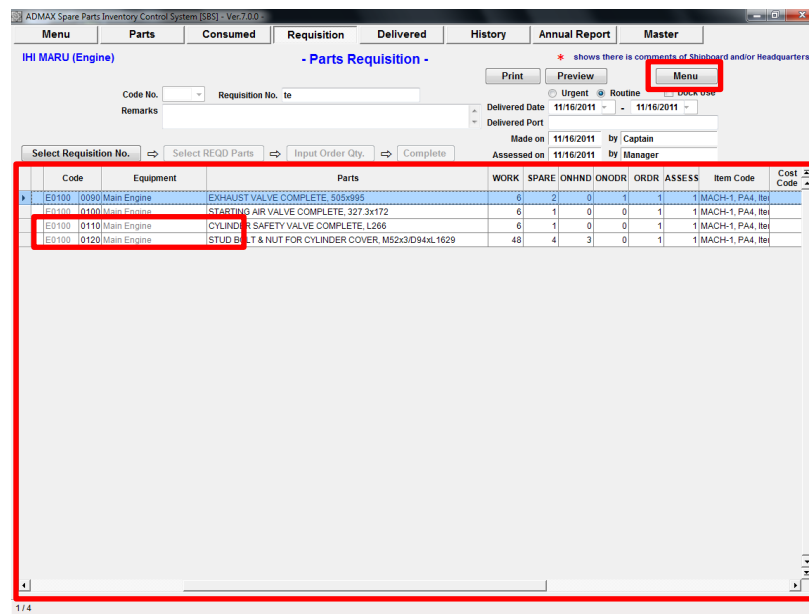 ADMAX Spare Parts Inventory Control System [SBS] - Ver.7.0.0 -
Menu Parts Consumed Requisition Delivered History Annual Report Master
IHI MARU (Engine) - Parts Requisition - * shows there is comments of Shipboard and/or Headquarters
Print Preview Menu
Code No. Requisition No. te Urgent Routine Dock Use
Remarks Delivered Date 11/16/2011 - 11/16/2011
Delivered Port
Made on 11/16/2011 by Captain
Select Requisition No. ⇨ Select REQD Parts ⇨ Input Order Qty. ⇨ Complete Assessed on 11/16/2011 by Manager
Code Equipment Parts WORK SPARE ONHND ONODR ORDR ASSESS Item Code Cost Code
E0100 0090 Main Engine EXHAUST VALVE COMPLETE, 505x995 6 2 0 1 1 1 MACH-1, PA4, Iter
E0100 0100 Main Engine STARTING AIR VALVE COMPLETE, 327.3x172 6 1 0 0 1 1 MACH-1, PA4, Iter
E0100 0110 Main Engine CYLINDER SAFETY VALVE COMPLETE, L266 6 1 0 0 1 1 MACH-1, PA4, Iter
E0100 0120 Main Engine STUD BOLT & NUT FOR CYLINDER COVER, M52x3/D94xL1629 48 4 3 0 1 1 MACH-1, PA4, Iter
1 / 4